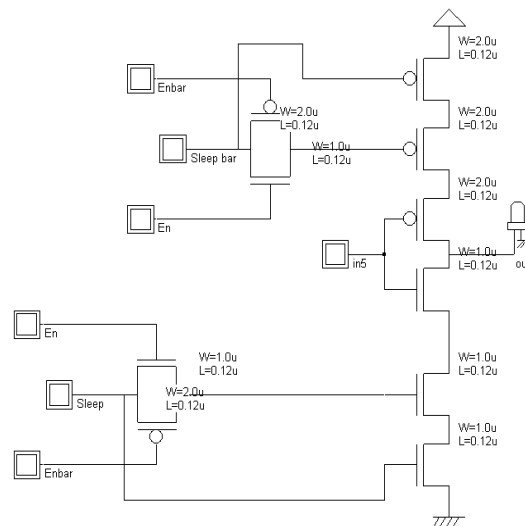 W=2.0u
L=0.12u
Enbar
W=2.0u
L=0.12u
W=2.0u
L=0.12u
Sleep bar
W=1.0u
L=0.12u
W=2.0u
L=0.12u
En
W=1.0u
L=0.12u
in5
ou
En
W=1.0u
L=0.12u
W=1.0u
L=0.12u
W=2.0u
L=0.12u
Sleep
W=1.0u
L=0.12u
Enbar